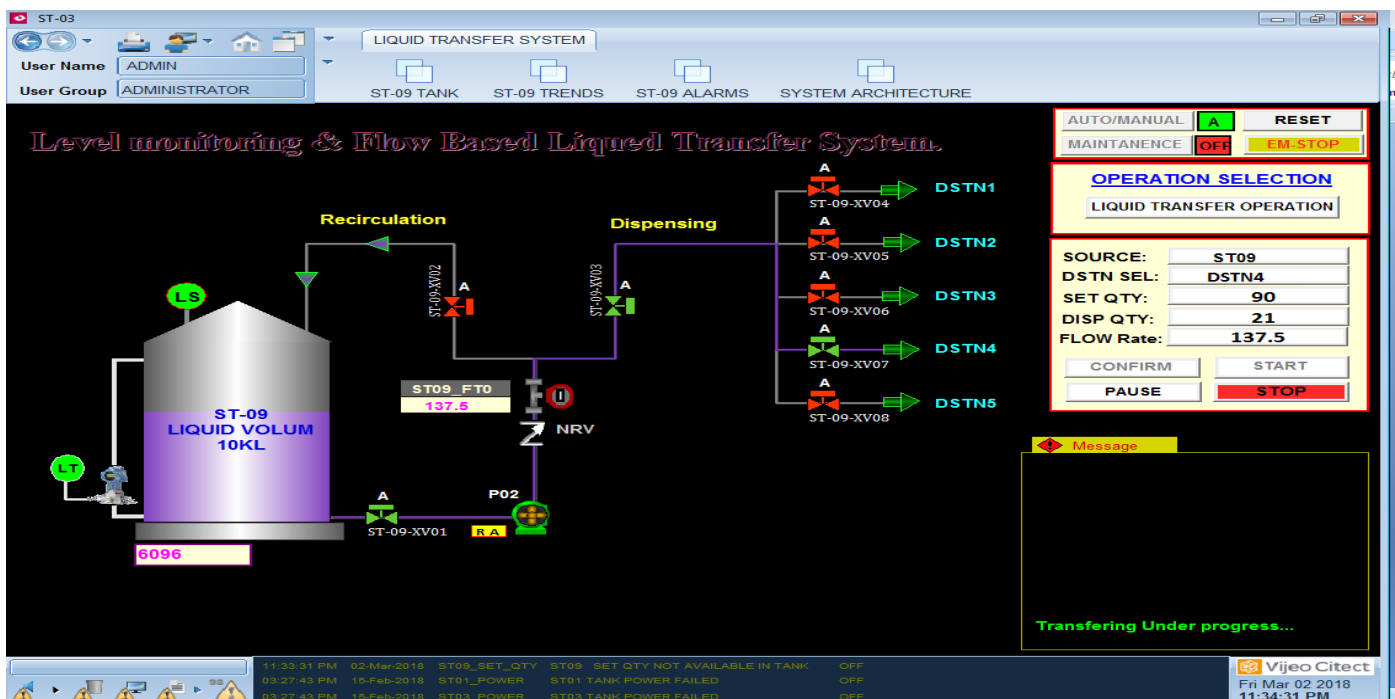 ST-03
LIQUID TRANSFER SYSTEM
User Name ADMIN
User Group ADMINISTRATOR
ST-09 TANK ST-09 TRENDS ST-09 ALARMS SYSTEM ARCHITECTURE
Level monitoring & Flow Based Liqued Transfer System.
AUTO/MANUAL A RESET
MAINTANENCE OFF EM-STOP
OPERATION SELECTION
LIQUID TRANSFER OPERATION
SOURCE: ST09
DSTN SEL: DSTN4
SET QTY: 90
DISP QTY: 21
FLOW Rate: 137.5
CONFIRM START
PAUSE STOP
Recirculation
Dispensing
A
ST-09-XV04
DSTN1
A
ST-09-XV05
DSTN2
A
ST-09-XV06
DSTN3
A
ST-09-XV07
DSTN4
A
ST-09-XV08
DSTN5
ST-09-XV02
A
ST-09-XV03
A
LS
ST09_FT0
137.5
NRV
ST-09
LIQUID VOLUM
10KL
LT
A
ST-09-XV01
P02
R A
6096
Message
Transfering Under progress...
11:33:31 PM 02-Mar-2018 ST09_SET_QTY ST09 SET QTY NOT AVAILABLE IN TANK OFF
03:27:43 PM 15-Feb-2018 ST01_POWER ST01 TANK POWER FAILED OFF
03:27:43 PM 15-Feb-2018 ST03_POWER ST03 TANK POWER FAILED OFF
Vijeo Citect
Fri Mar 02 2018
11:34:31 PM